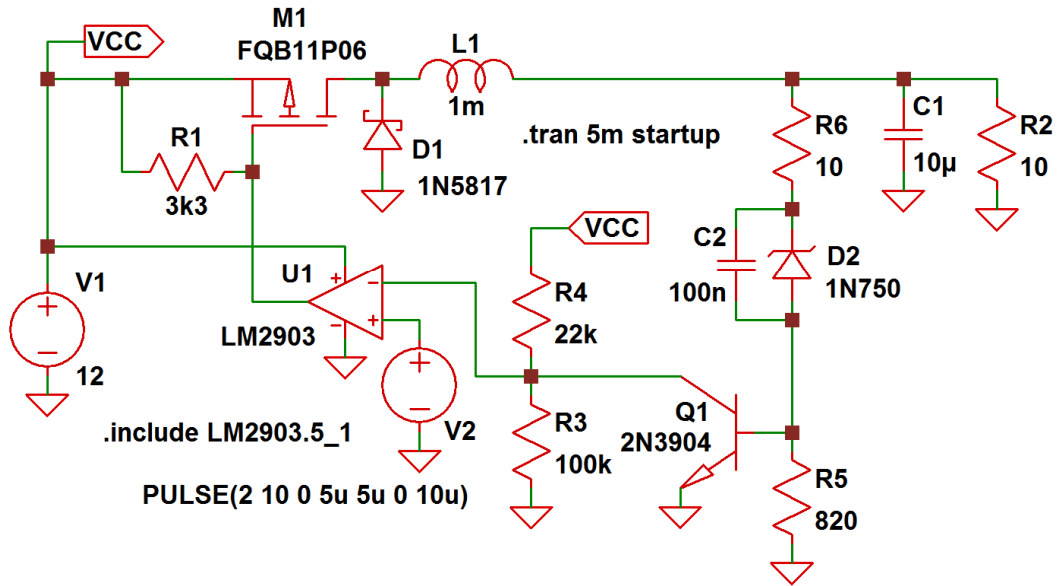 M1
VCC
FQB11P06
L1
1m
R1
3k3
D1
1N5817
.tran 5m startup
R6
10
C1
10µ
R2
10
VCC
C2
100n
D2
1N750
V1
12
U1
LM2903
R4
22k
V2
R3
100k
Q1
2N3904
R5
820
.include LM2903.5_1
PULSE(2 10 0 5u 5u 0 10u)